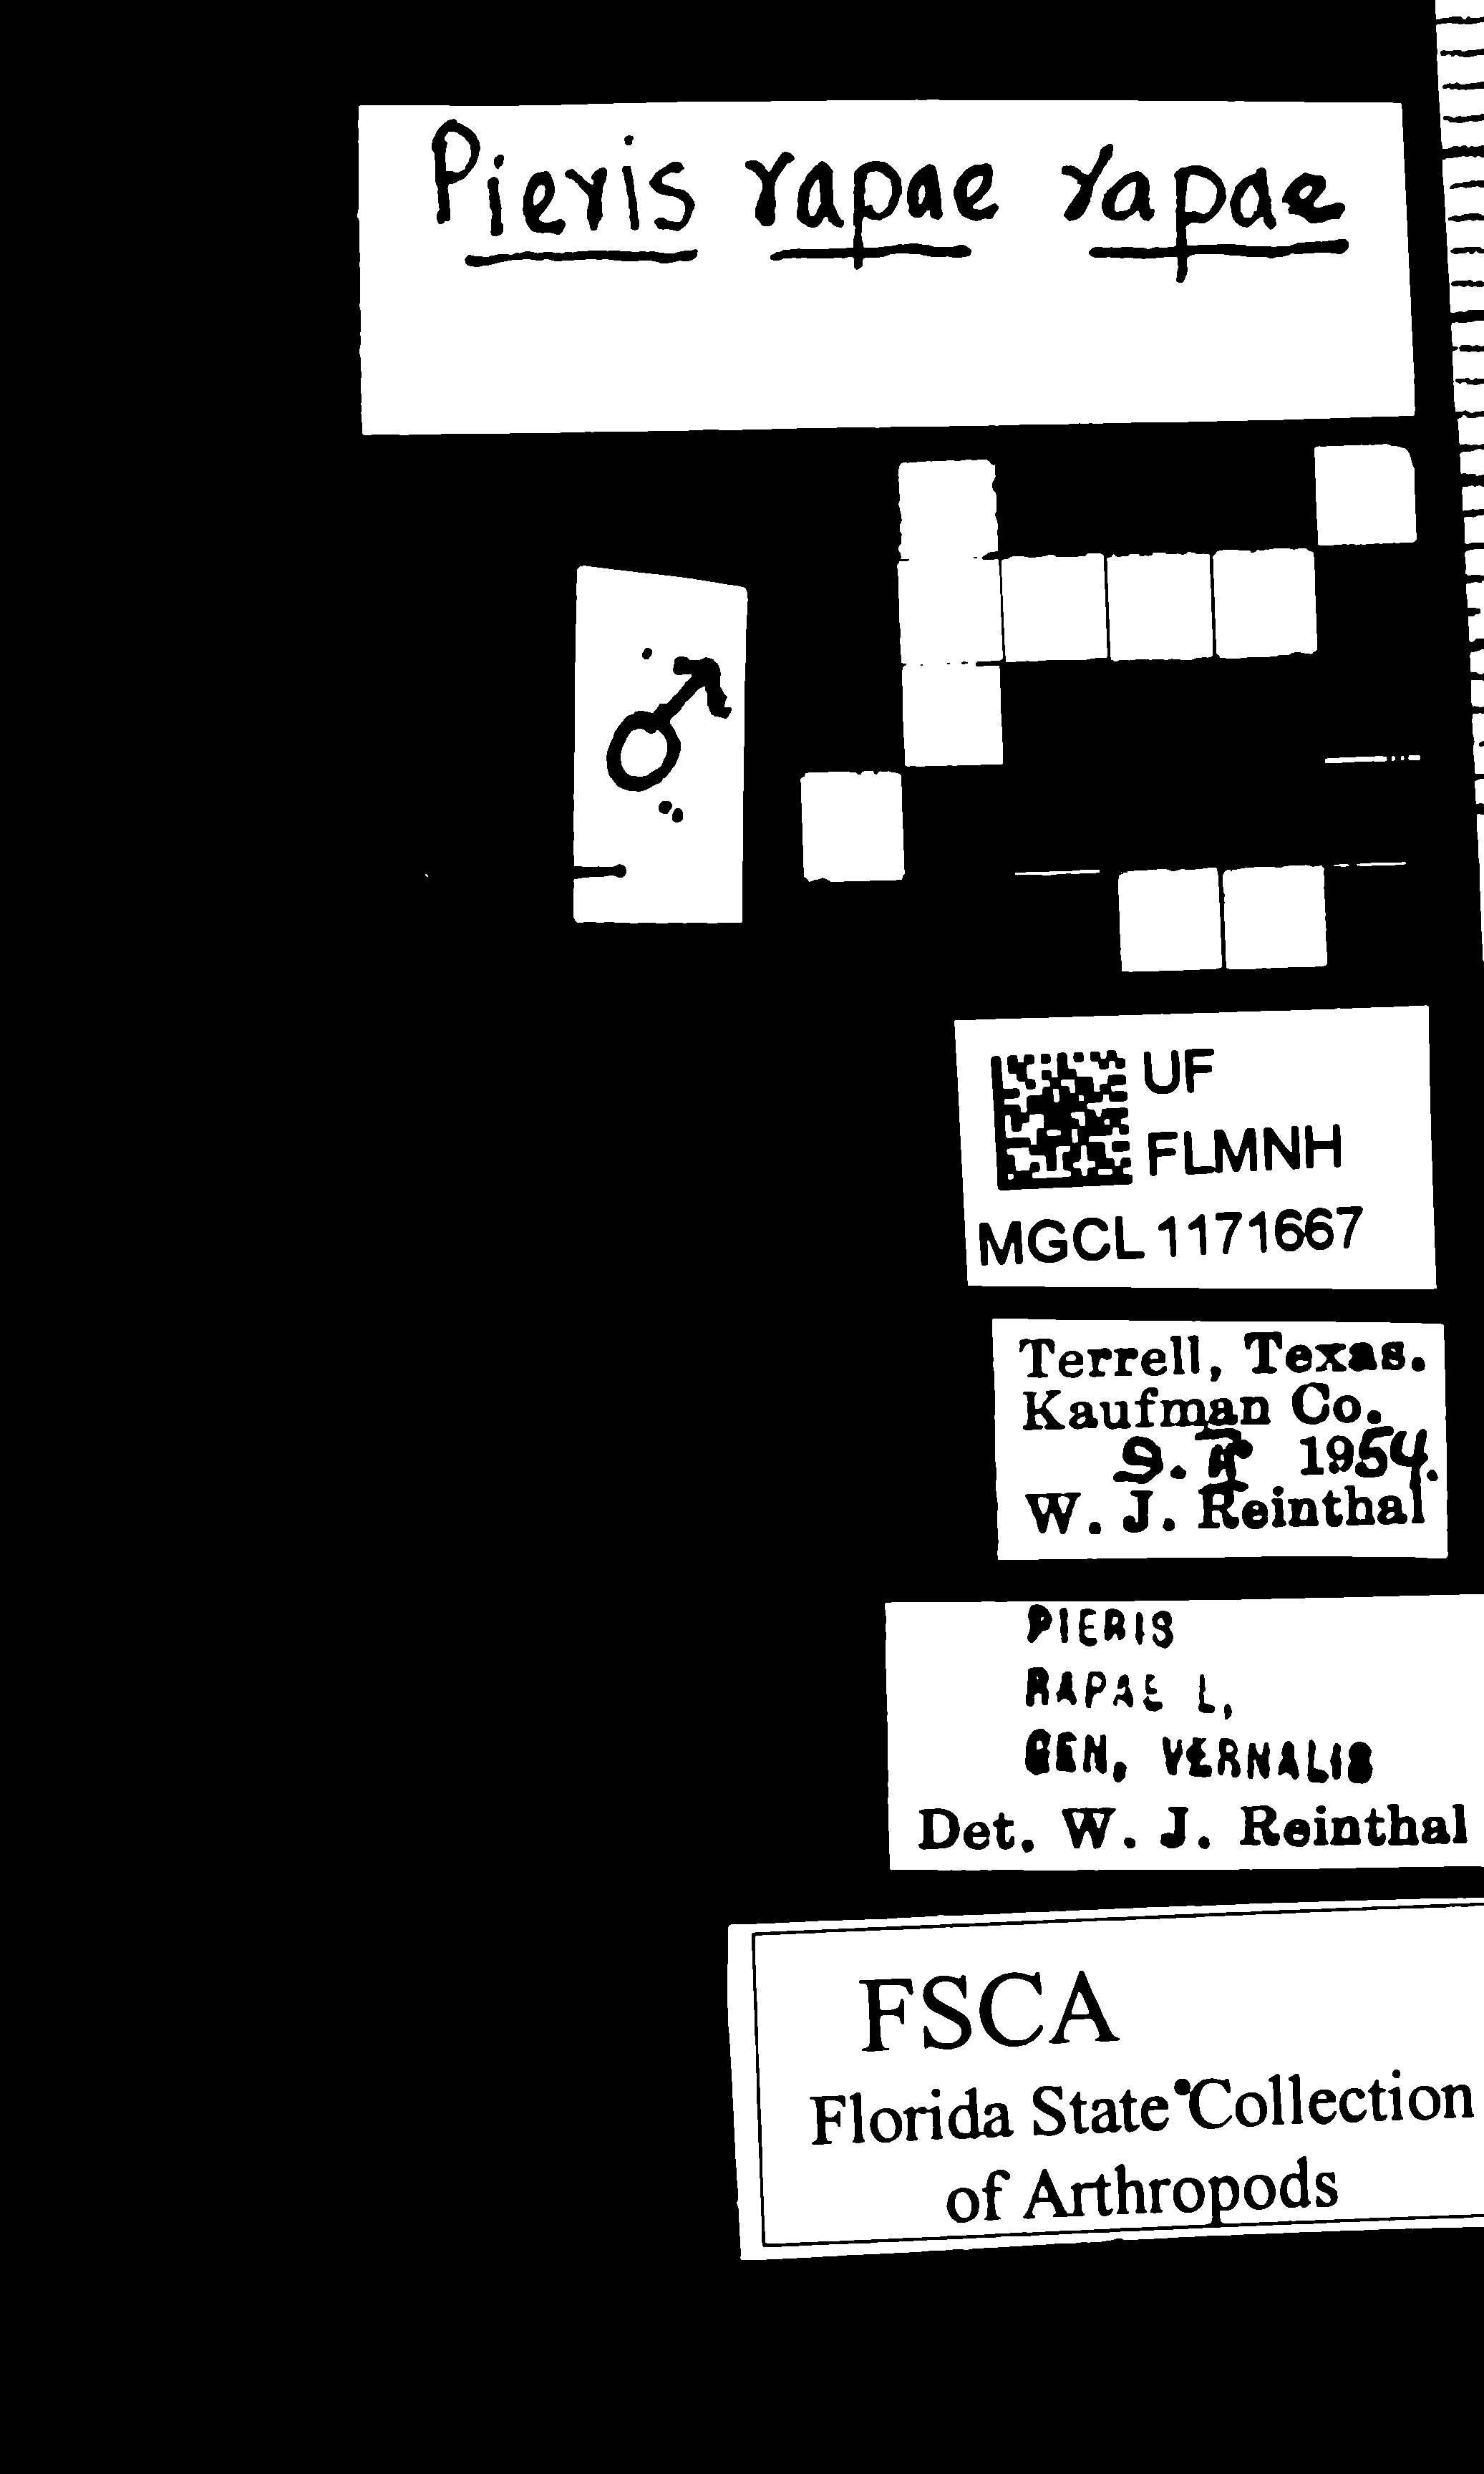 Pieris rapae rapae
♂
UF
FLMNH
MGCL 1171667
Terrell, Texas.
Kaufman Co.
9. 1954.
W. J. Reinthal
PIERIS
RAPAE L.
GEN. VERNALIS
Det. W. J. Reinthal
FSCA
Florida State Collection
of Arthropods